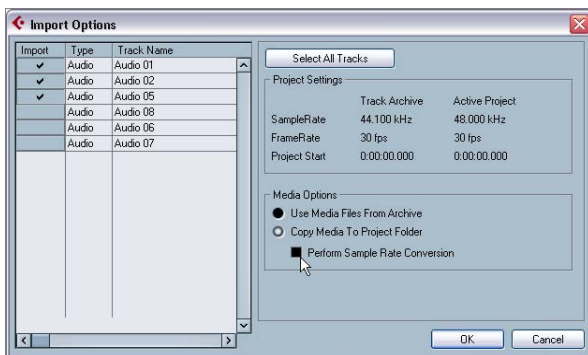 Import Options
Import Type Track Name
Audio Audio 01
Audio Audio 02
Audio Audio 05
Audio Audio 08
Audio Audio 06
Audio Audio 07
Select All Tracks
Project Settings
Track Archive Active Project
SampleRate 44.100 kHz 48.000 kHz
FrameRate 30 fps 30 fps
Project Start 0:00:00.000 0:00:00.000
Media Options
Use Media Files From Archive
Copy Media To Project Folder
Perform Sample Rate Conversion
OK Cancel